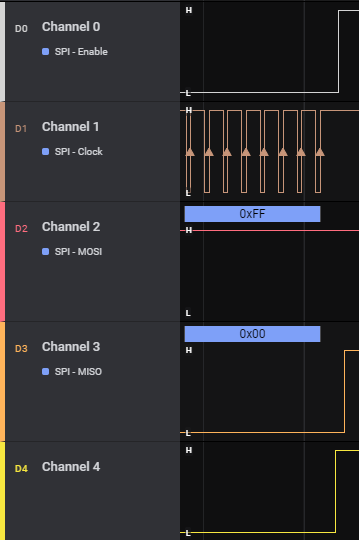 H
D0 Channel 0
SPI - Enable
L
H
D1 Channel 1
SPI - Clock
L
0xFF
D2 Channel 2 H
SPI - MOSI
L
0x00
D3 Channel 3 H
SPI - MISO
L
H
D4 Channel 4
L